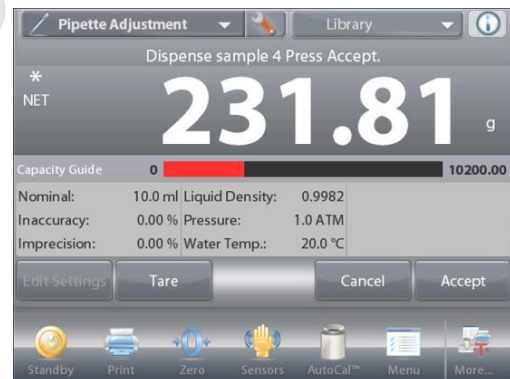 Pipette Adjustment Library
Dispense sample 4 Press Accept.
*
NET 231.81 g
Capacity Guide 0 10200.00
Nominal: 10.0 ml Liquid Density: 0.9982
Inaccuracy: 0.00 % Pressure: 1.0 ATM
Imprecision: 0.00 % Water Temp.: 20.0 °C
Edit Settings Tare Cancel Accept
Standby Print Zero Sensors AutoCal™ Menu More...